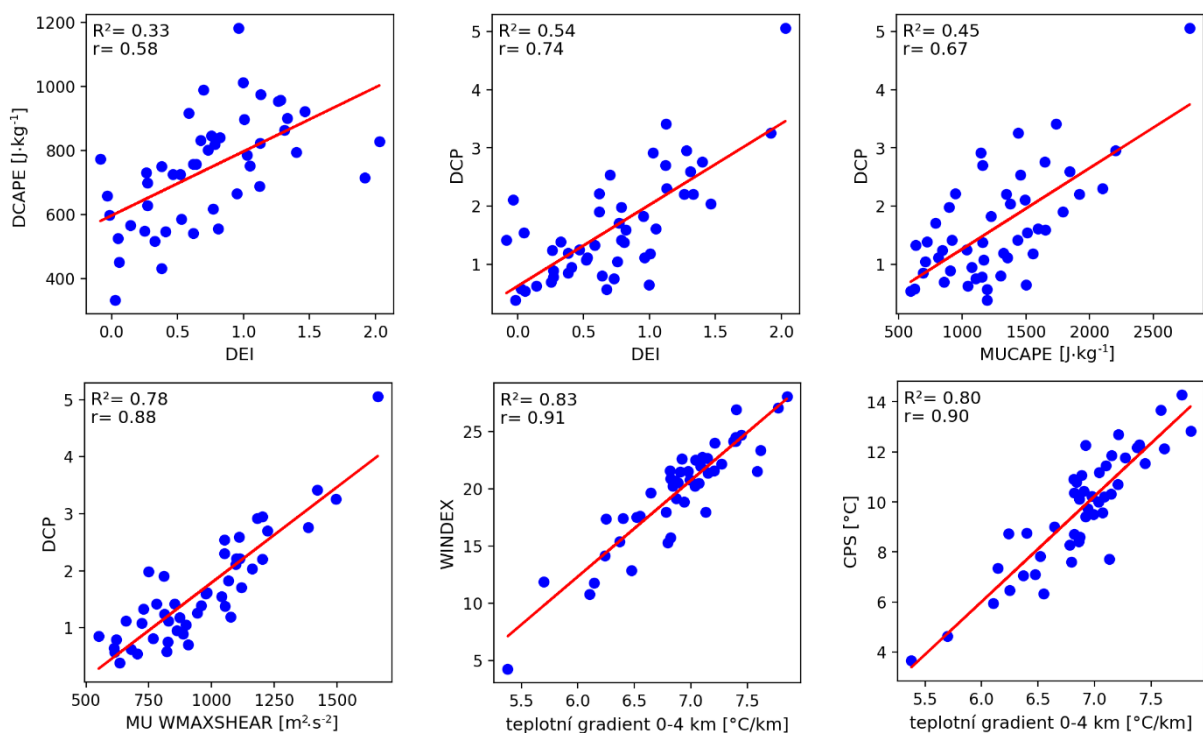 R²= 0.33
r= 0.58
1200
1000
800
600
400
DCAPE [J·kg⁻¹]
0.0 0.5 1.0 1.5 2.0
DEI
R²= 0.54
r= 0.74
5
4
3
2
1
DCP
0.0 0.5 1.0 1.5 2.0
DEI
R²= 0.45
r= 0.67
5
4
3
2
1
DCP
500 1000 1500 2000 2500
MUCAPE [J·kg⁻¹]
R²= 0.78
r= 0.88
5
4
3
2
1
DCP
500 750 1000 1250 1500
MU WMAXSHEAR [m²·s⁻²]
R²= 0.83
r= 0.91
25
20
15
10
5
WINDEX
5.5 6.0 6.5 7.0 7.5
teplotní gradient 0-4 km [°C/km]
R²= 0.80
r= 0.90
14
12
10
8
6
4
CPS [°C]
5.5 6.0 6.5 7.0 7.5
teplotní gradient 0-4 km [°C/km]